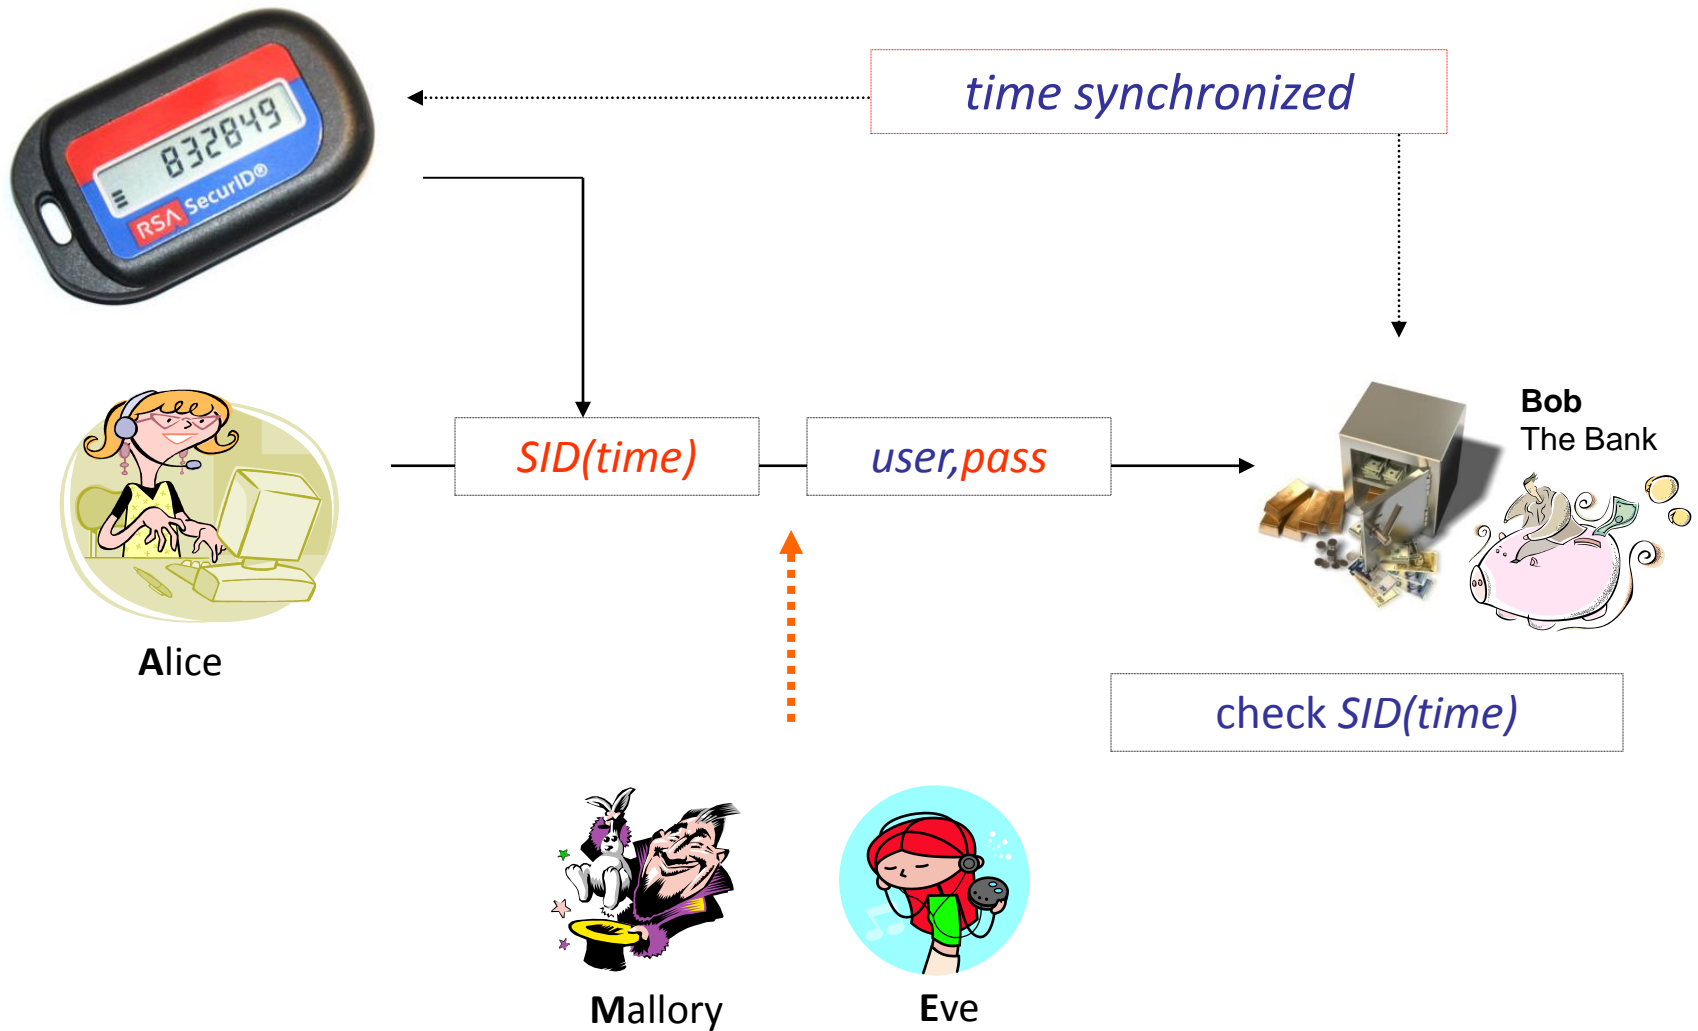 time synchronized
832849
RSA SecurID®
SID(time)
user,pass
Bob
The Bank
Alice
check SID(time)
Mallory
Eve